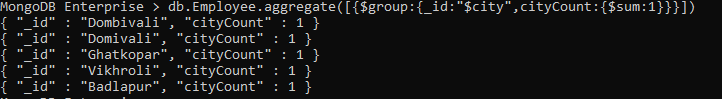 MongoDB Enterprise > db.Employee.aggregate([{$group:{_id:"$city",cityCount:{$sum:1}}}])
{ "_id" : "Dombivali", "cityCount" : 1 }
{ "_id" : "Domivali", "cityCount" : 1 }
{ "_id" : "Ghatkopar", "cityCount" : 1 }
{ "_id" : "Vikhroli", "cityCount" : 1 }
{ "_id" : "Badlapur", "cityCount" : 1 }